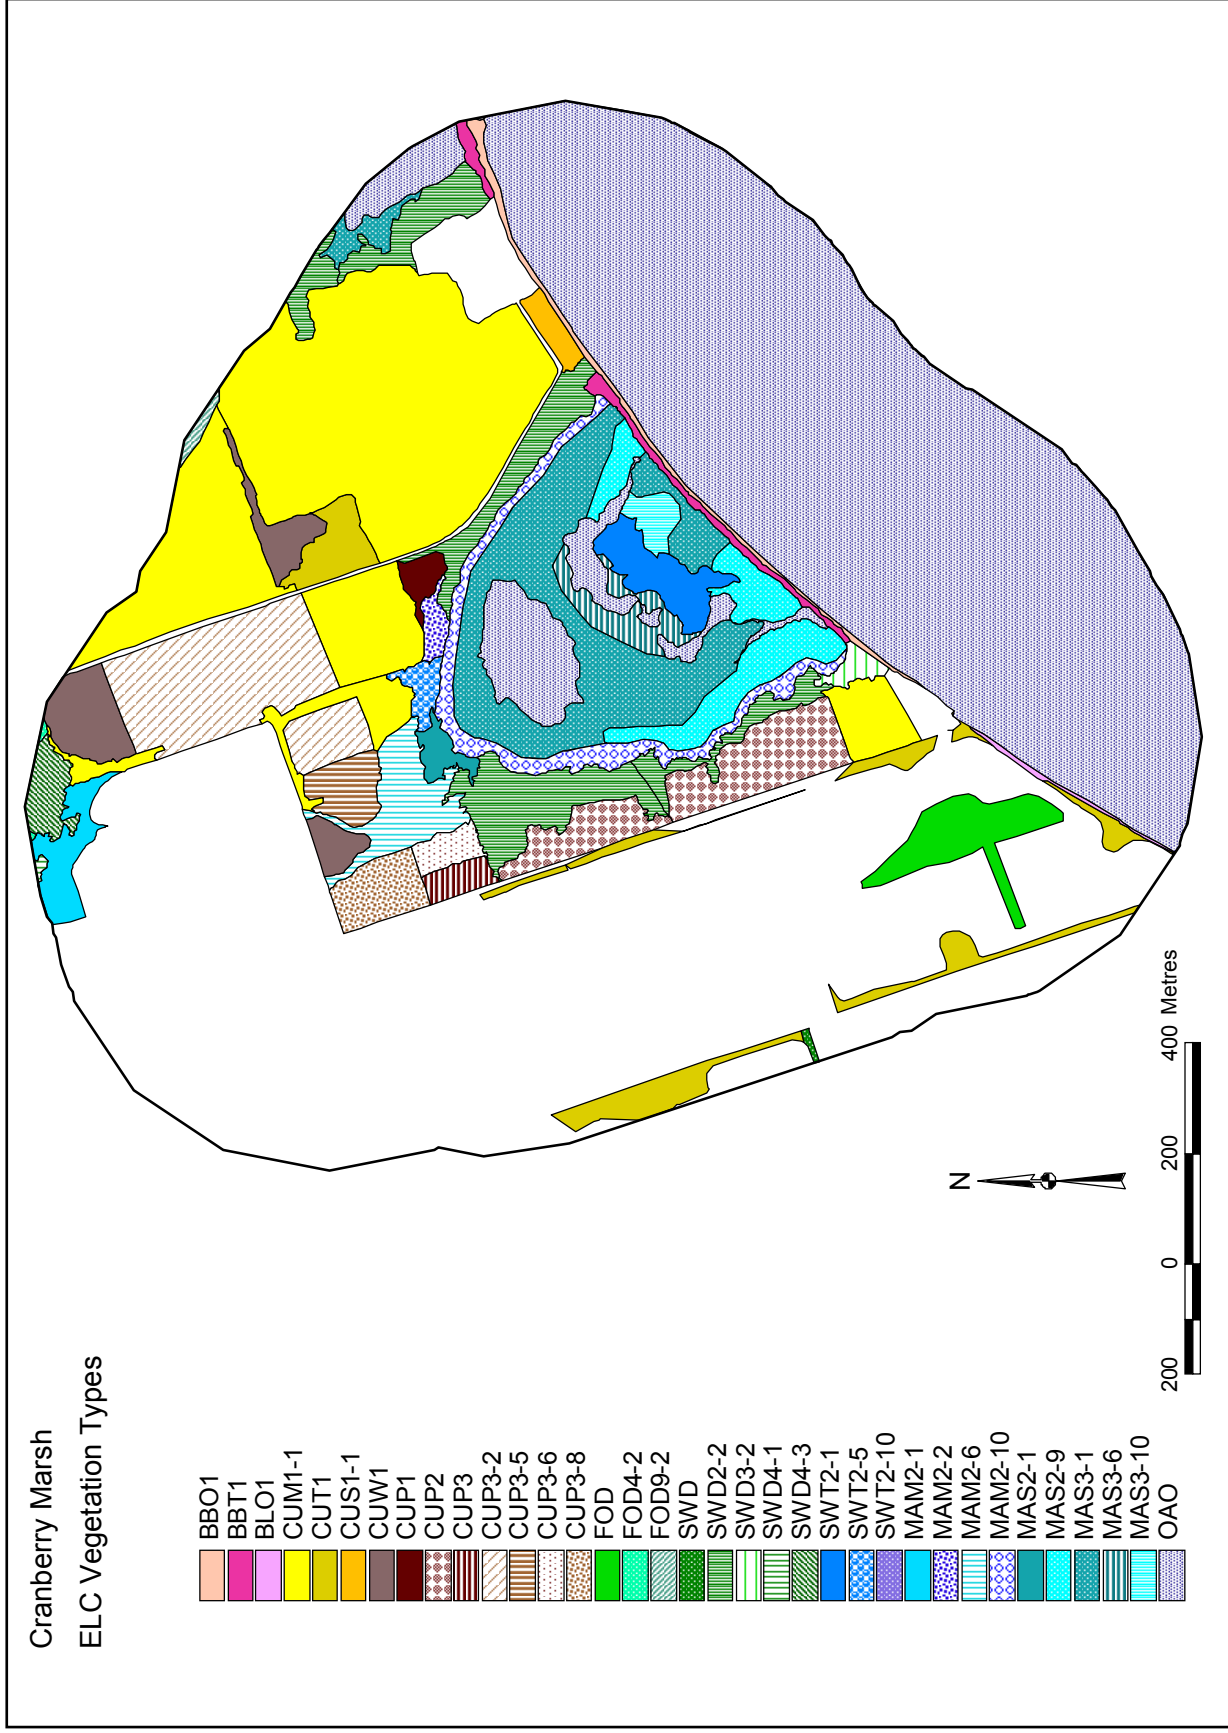 Cranberry Marsh
ELC Vegetation Types
BBO1
BBT1
BLO1
CUM1-1
CUT1
CUS1-1
CUW1
CUP1
CUP2
CUP3
CUP3-2
CUP3-5
CUP3-6
CUP3-8
FOD
FOD4-2
FOD9-2
SWD
SWD2-2
SWD3-2
SWD4-1
SWD4-3
SWT2-1
SWT2-5
SWT2-10
MAM2-1
MAM2-2
MAM2-6
MAM2-10
MAS2-1
MAS2-9
MAS3-1
MAS3-6
MAS3-10
OAO
N
200 0 200 400 Metres